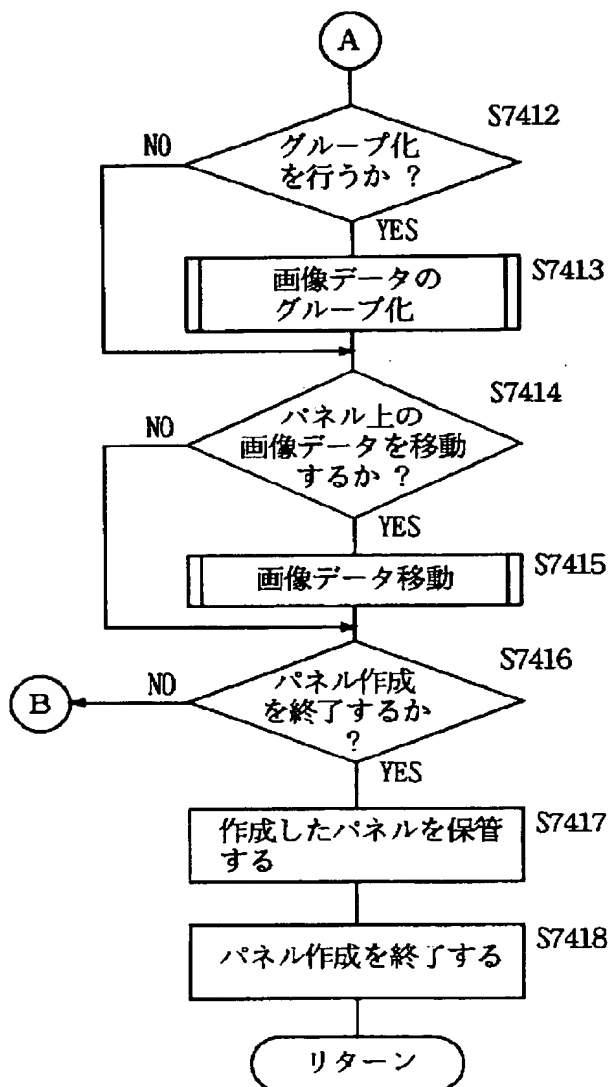 A
S7412
NO
グループ化
を行うか ?
YES
S7413
画像データの
グループ化
S7414
NO
パネル上の
画像データを移動
するか ?
YES
S7415
画像データ移動
S7416
B
NO
パネル作成
を終了するか
?
YES
S7417
作成したパネルを保管
する
S7418
パネル作成を終了する
リターン